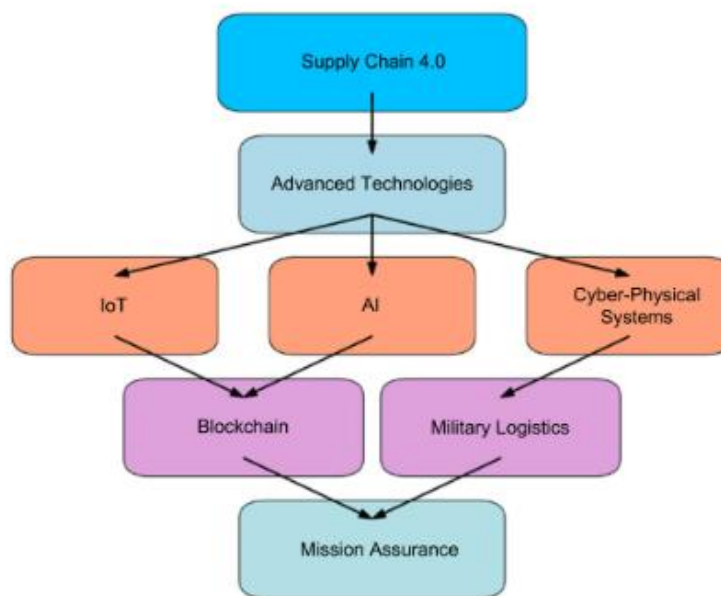 Supply Chain 4.0
Advanced Technologies
IoT
AI
Cyber-Physical
Systems
Blockchain
Military Logistics
Mission Assurance